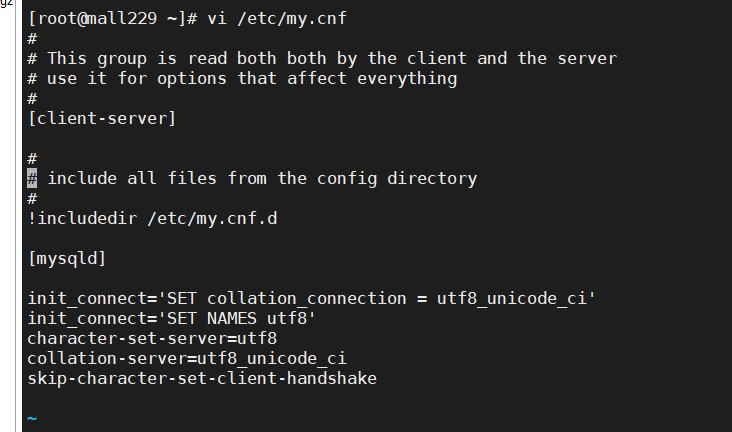 gz
[root@mall229 ~]# vi /etc/my.cnf
#
# This group is read both both by the client and the server
# use it for options that affect everything
#
[client-server]
#
# include all files from the config directory
#
!includedir /etc/my.cnf.d
[mysqld]
init_connect='SET collation_connection = utf8_unicode_ci'
init_connect='SET NAMES utf8'
character-set-server=utf8
collation-server=utf8_unicode_ci
skip-character-set-client-handshake
~